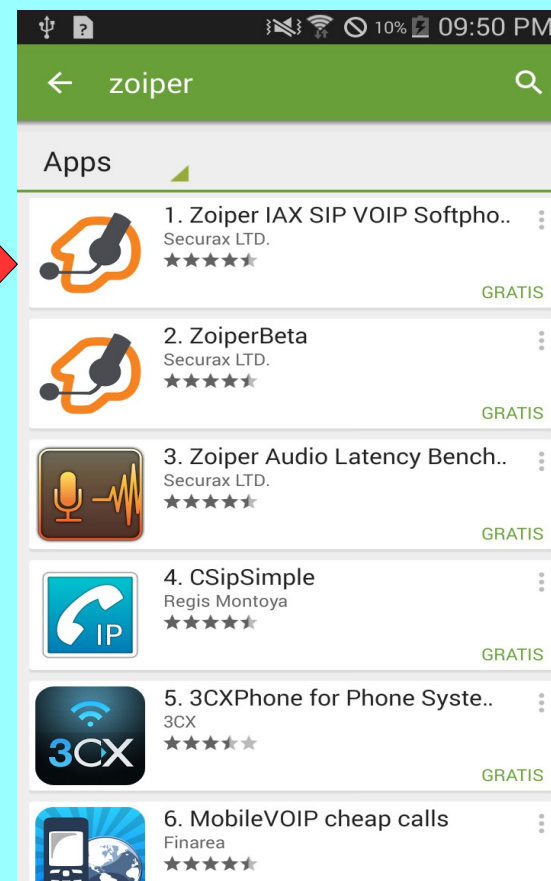 ? 10% 09:50 PM
zoiper
Apps
1. Zoiper IAX SIP VOIP Softpho..
Securax LTD.
GRATIS
2. ZoiperBeta
Securax LTD.
GRATIS
3. Zoiper Audio Latency Bench..
Securax LTD.
GRATIS
4. CSipSimple
Regis Montoya
IP
GRATIS
5. 3CXPhone for Phone Syste..
3CX
3CX
GRATIS
6. MobileVOIP cheap calls
Finarea